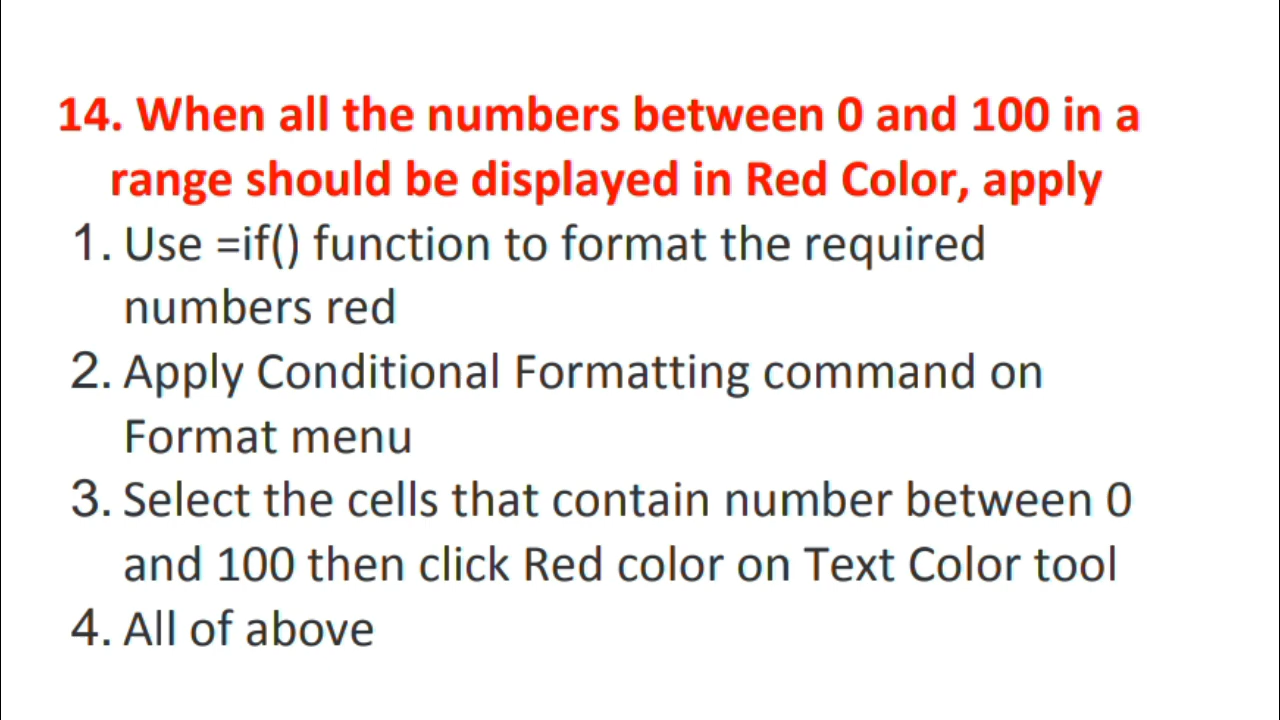 14. When all the numbers between 0 and 100 in a
range should be displayed in Red Color, apply
1. Use =if() function to format the required
numbers red
2. Apply Conditional Formatting command on
Format menu
3. Select the cells that contain number between 0
and 100 then click Red color on Text Color tool
4. All of above